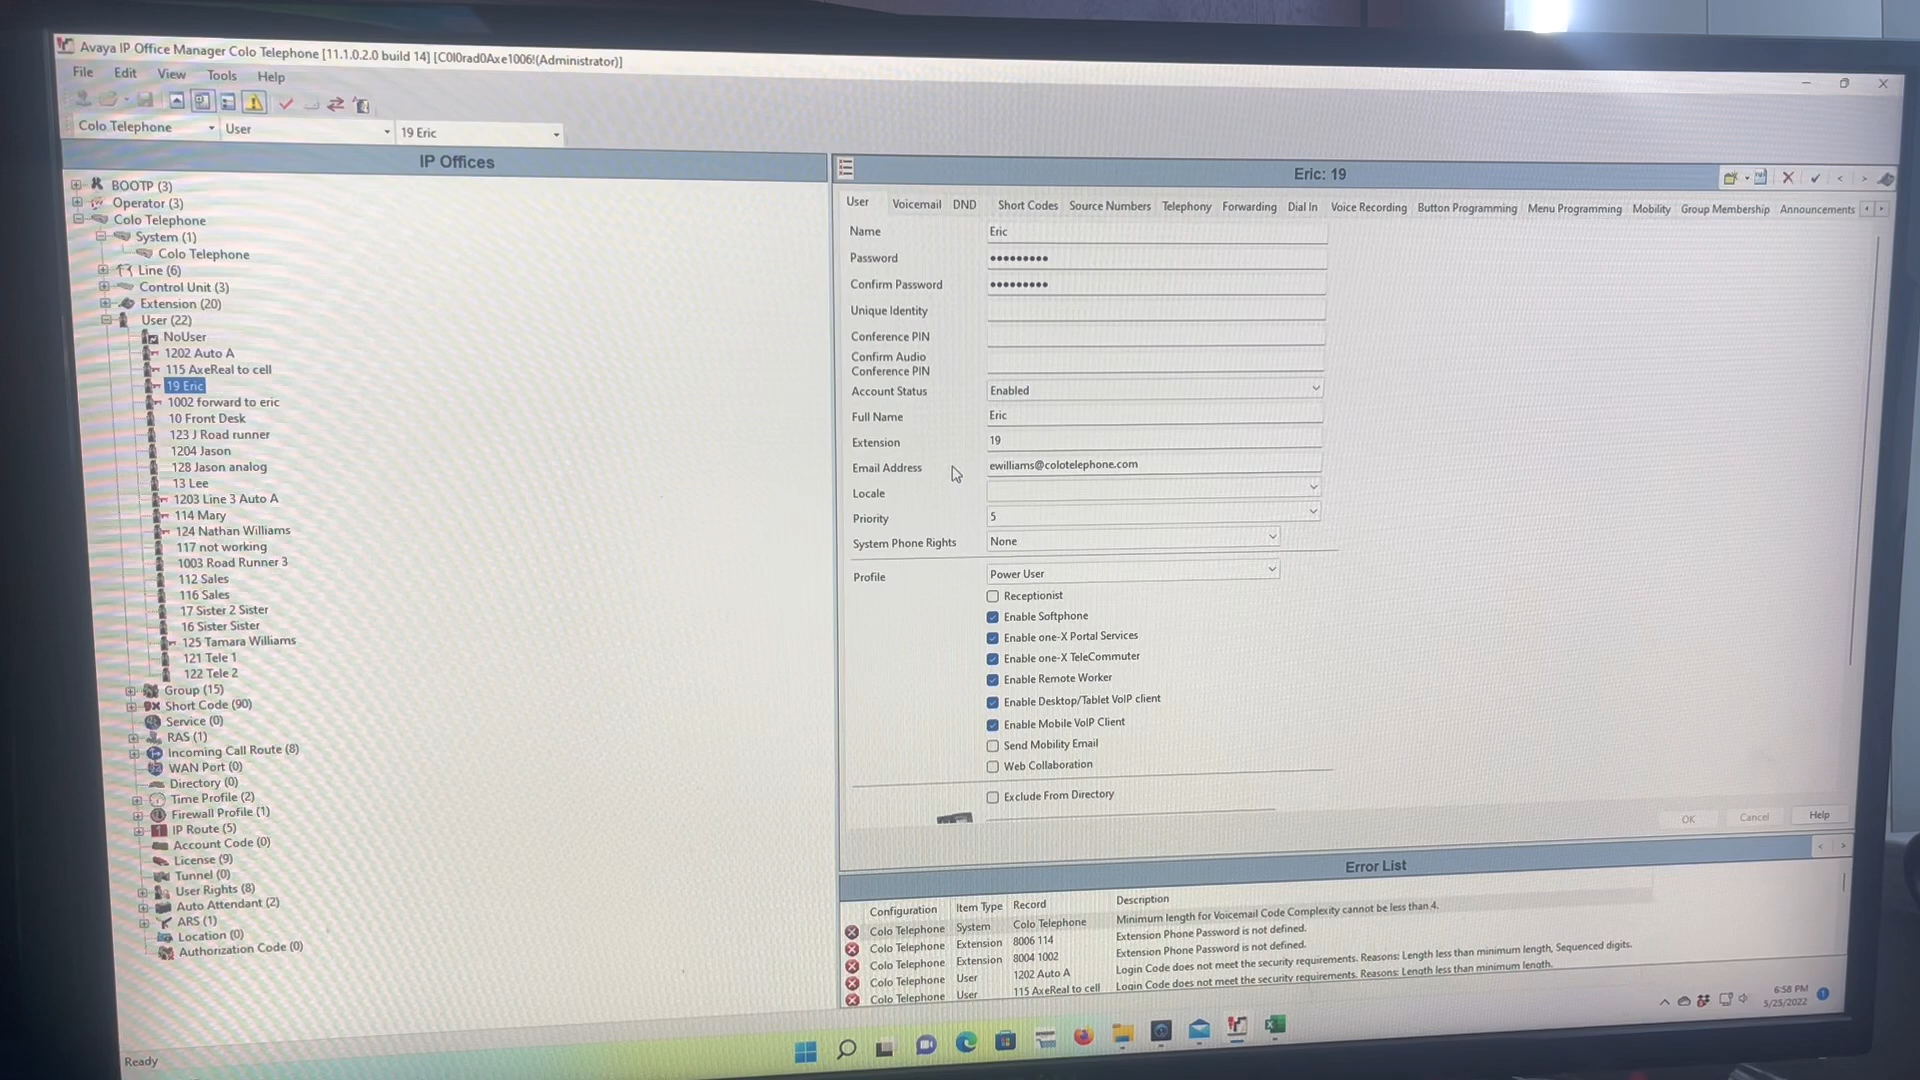 Avaya IP Office Manager Colo Telephone [11.1.0.2.0 build 14] [C0l0rad0Axe1006!(Administrator)]
File Edit View Tools Help
Colo Telephone User 19 Eric
IP Offices
BOOTP (3)
Operator (3)
Colo Telephone
System (1)
Colo Telephone
Line (6)
Control Unit (3)
Extension (20)
User (22)
NoUser
1202 Auto A
115 AxeReal to cell
19 Eric
1002 forward to eric
10 Front Desk
123 J Road runner
1204 Jason
128 Jason analog
13 Lee
1203 Line 3 Auto A
114 Mary
124 Nathan Williams
117 not working
1003 Road Runner 3
112 Sales
116 Sales
17 Sister 2 Sister
16 Sister Sister
125 Tamara Williams
121 Tele 1
122 Tele 2
Group (15)
Short Code (90)
Service (0)
RAS (1)
Incoming Call Route (8)
WAN Port (0)
Directory (0)
Time Profile (2)
Firewall Profile (1)
IP Route (5)
Account Code (0)
License (9)
Tunnel (0)
User Rights (8)
Auto Attendant (2)
ARS (1)
Location (0)
Authorization Code (0)
Eric: 19
User Voicemail DND Short Codes Source Numbers Telephony Forwarding Dial In Voice Recording Button Programming Menu Programming Mobility Group Membership Announcements
Name Eric
Password •••••••••
Confirm Password •••••••••
Unique Identity
Conference PIN
Confirm Audio
Conference PIN
Account Status Enabled
Full Name Eric
Extension 19
Email Address ewilliams@colotelephone.com
Locale
Priority 5
System Phone Rights None
Profile Power User
Receptionist
Enable Softphone
Enable one-X Portal Services
Enable one-X TeleCommuter
Enable Remote Worker
Enable Desktop/Tablet VoIP client
Enable Mobile VoIP Client
Send Mobility Email
Web Collaboration
Exclude From Directory
OK Cancel Help
Error List
Configuration Item Type Record Description
Colo Telephone System Colo Telephone Minimum length for Voicemail Code Complexity cannot be less than 4.
Colo Telephone Extension 8006 114 Extension Phone Password is not defined.
Colo Telephone Extension 8004 1002 Extension Phone Password is not defined.
Colo Telephone User 1202 Auto A Login Code does not meet the security requirements. Reasons: Length less than minimum length, Sequenced digits.
Colo Telephone User 115 AxeReal to cell Login Code does not meet the security requirements. Reasons: Length less than minimum length.
Ready
6:58 PM
5/25/2022
1